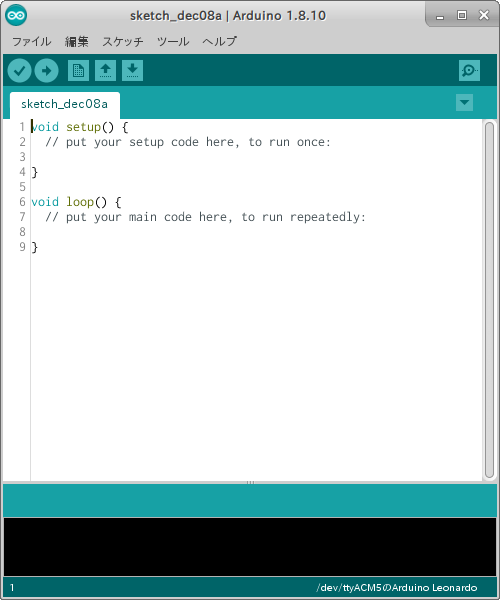 sketch_dec08a | Arduino 1.8.10
ファイル 編集 スケッチ ツール ヘルプ
sketch_dec08a
1 void setup() {
2   // put your setup code here, to run once:
3
4 }
5
6 void loop() {
7   // put your main code here, to run repeatedly:
8
9 }
1 /dev/ttyACM5のArduino Leonardo